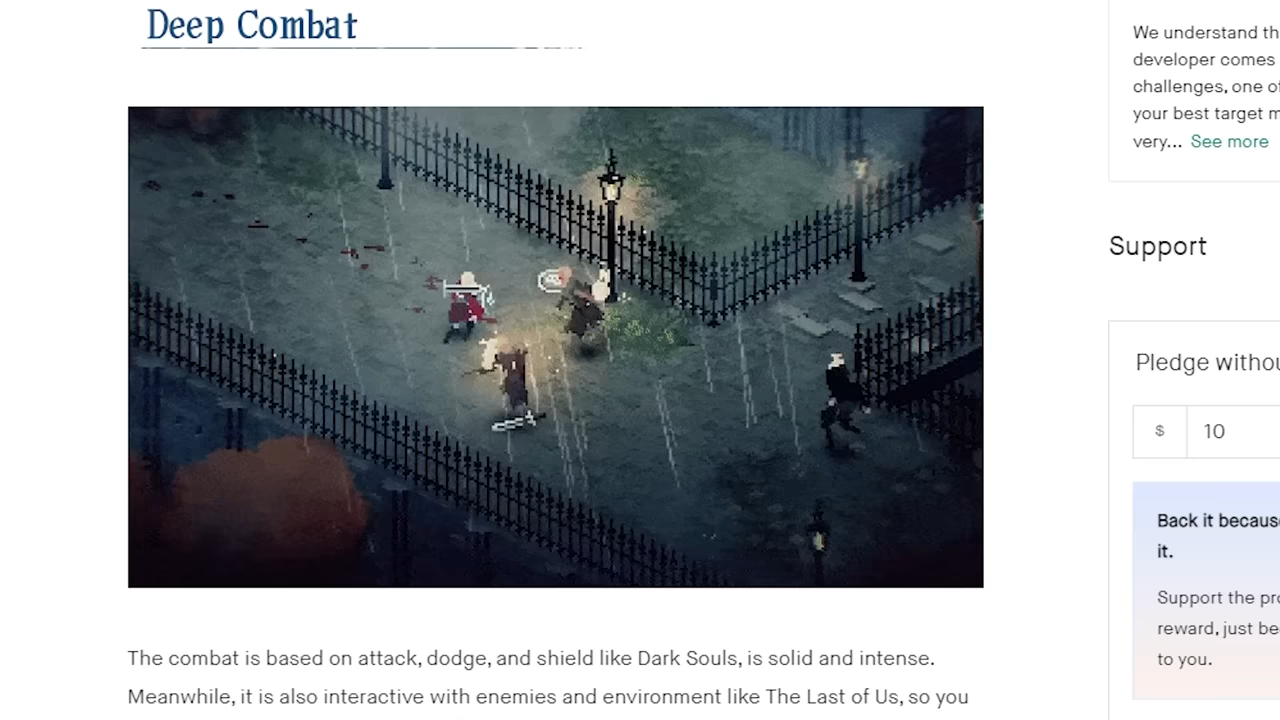 Deep Combat
The combat is based on attack, dodge, and shield like Dark Souls, is solid and intense.
Meanwhile, it is also interactive with enemies and environment like The Last of Us, so you
We understand th
developer comes
challenges, one of
your best target m
very... See more
Support
Pledge withou
$ 10
Back it becaus
it.
Support the pro
reward, just be
to you.